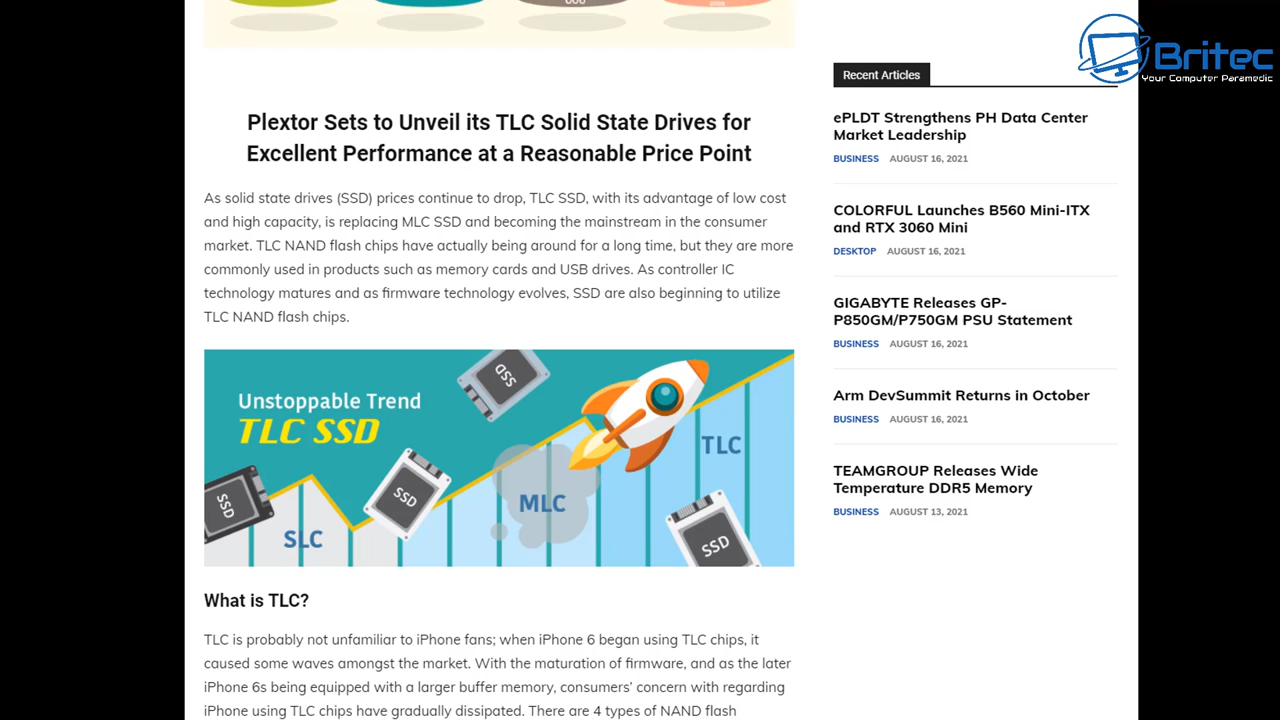 Britec
Your Computer Paramedic
Plextor Sets to Unveil its TLC Solid State Drives for
Excellent Performance at a Reasonable Price Point
As solid state drives (SSD) prices continue to drop, TLC SSD, with its advantage of low cost
and high capacity, is replacing MLC SSD and becoming the mainstream in the consumer
market. TLC NAND flash chips have actually being around for a long time, but they are more
commonly used in products such as memory cards and USB drives. As controller IC
technology matures and as firmware technology evolves, SSD are also beginning to utilize
TLC NAND flash chips.
Unstoppable Trend
TLC SSD
SSD
SSD
SSD
SSD
SLC
MLC
TLC
What is TLC?
TLC is probably not unfamiliar to iPhone fans; when iPhone 6 began using TLC chips, it
caused some waves amongst the market. With the maturation of firmware, and as the later
iPhone 6s being equipped with a larger buffer memory, consumers’ concern with regarding
iPhone using TLC chips have gradually dissipated. There are 4 types of NAND flash
Recent Articles
ePLDT Strengthens PH Data Center
Market Leadership
BUSINESS AUGUST 16, 2021
COLORFUL Launches B560 Mini-ITX
and RTX 3060 Mini
DESKTOP AUGUST 16, 2021
GIGABYTE Releases GP-
P850GM/P750GM PSU Statement
BUSINESS AUGUST 16, 2021
Arm DevSummit Returns in October
BUSINESS AUGUST 16, 2021
TEAMGROUP Releases Wide
Temperature DDR5 Memory
BUSINESS AUGUST 13, 2021